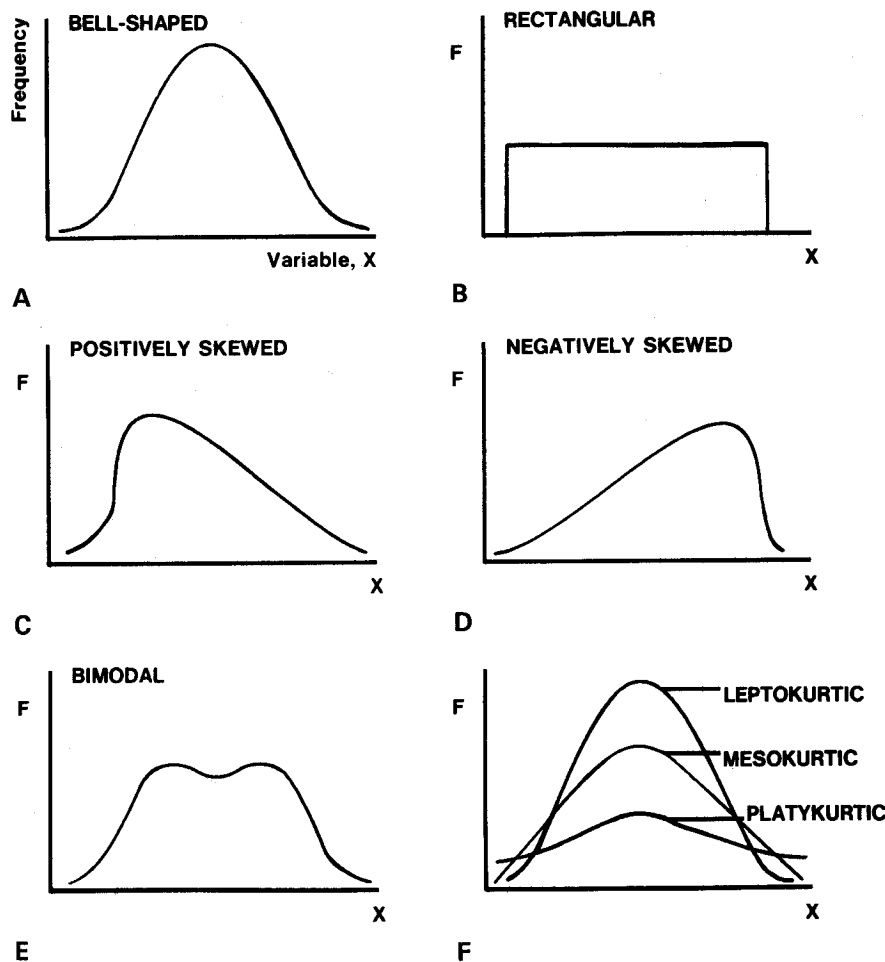 BELL-SHAPED
Frequency
Variable, X
A
RECTANGULAR
F
X
B
POSITIVELY SKEWED
F
X
C
NEGATIVELY SKEWED
F
X
D
BIMODAL
F
X
E
F
LEPTOKURTIC
MESOKURTIC
PLATYKURTIC
X
F